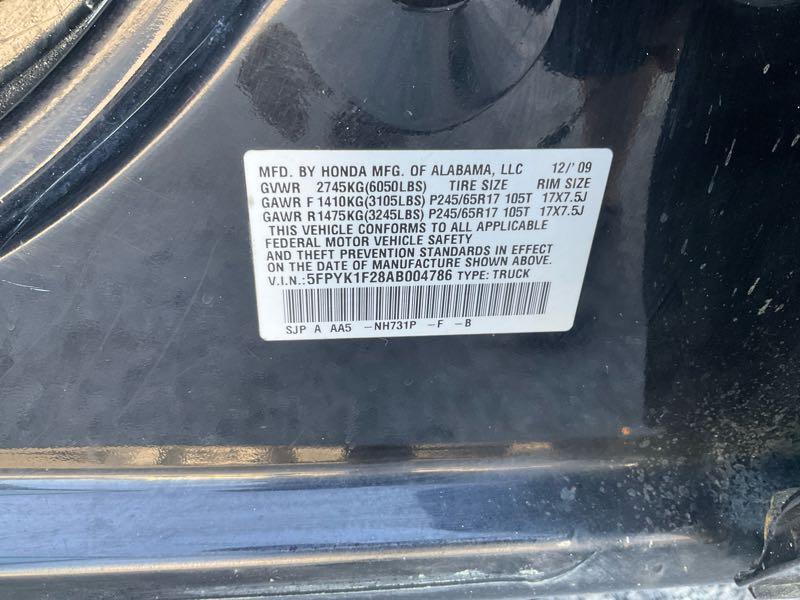 MFD. BY HONDA MFG. OF ALABAMA, LLC 12/'09
GVWR 2745KG(6050LBS) TIRE SIZE RIM SIZE
GAWR F 1410KG(3105LBS) P245/65R17 105T 17X7.5J
GAWR R1475KG(3245LBS) P245/65R17 105T 17X7.5J
THIS VEHICLE CONFORMS TO ALL APPLICABLE
FEDERAL MOTOR VEHICLE SAFETY
AND THEFT PREVENTION STANDARDS IN EFFECT
ON THE DATE OF MANUFACTURE SHOWN ABOVE.
V.I.N.: 5FPYK1F28AB004786 TYPE: TRUCK
SJP A AA5 -NH731P -F -B